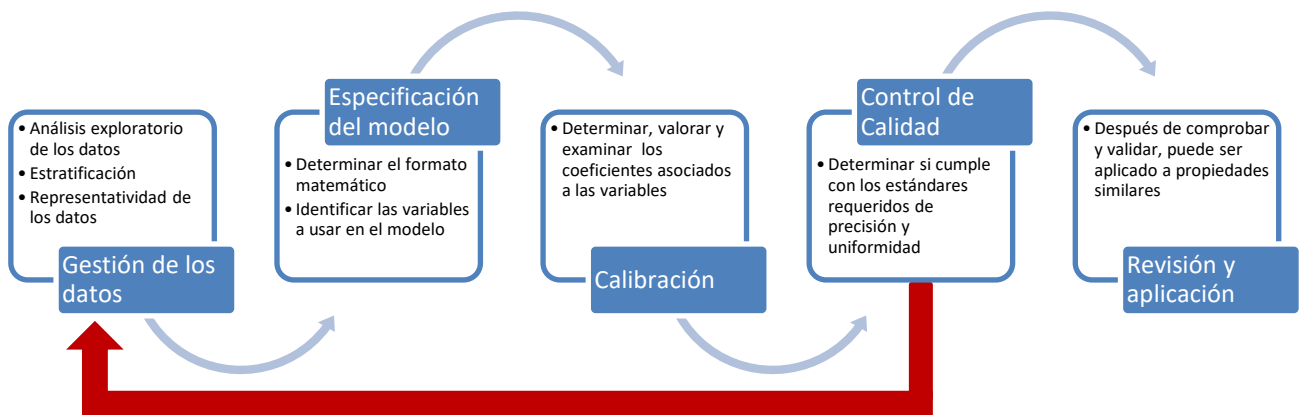 • Análisis exploratorio
de los datos
• Estratificación
• Representatividad de
los datos
Gestión de los
datos
Especificación
del modelo
• Determinar el formato
matemático
• Identificar las variables
a usar en el modelo
• Determinar, valorar y
examinar los
coeficientes asociados
a las variables
Calibración
Control de
Calidad
• Determinar si cumple
con los estándares
requeridos de
precisión y
uniformidad
• Después de comprobar
y validar, puede ser
aplicado a propiedades
similares
Revisión y
aplicación